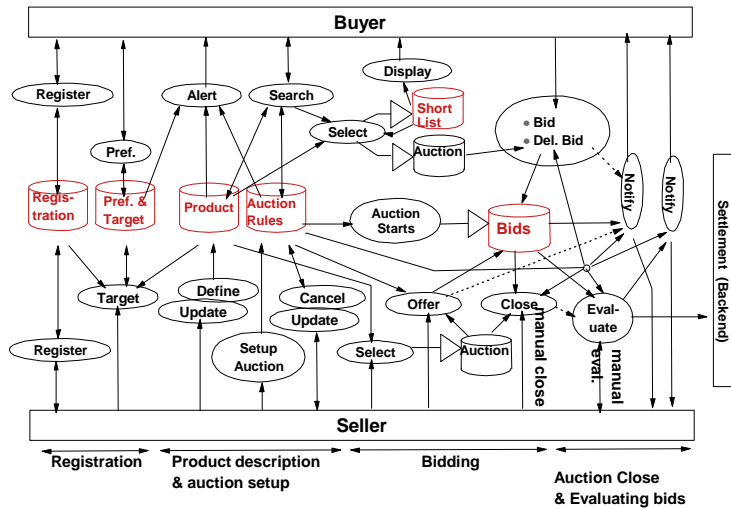 Buyer
Display
Register
Alert
Search
Short
List
Select
Bid
Del. Bid
Pref.
Auction
Notify
Notify
Regis-
tration
Pref. &
Target
Product
Auction
Rules
Auction
Starts
Bids
Settlement (Backend)
Target
Define
Update
Cancel
Update
Offer
Close
Eval-
uate
Register
Setup
Auction
Select
Auction
manual close
manual
eval.
Seller
Registration
Product description
& auction setup
Bidding
Auction Close
& Evaluating bids